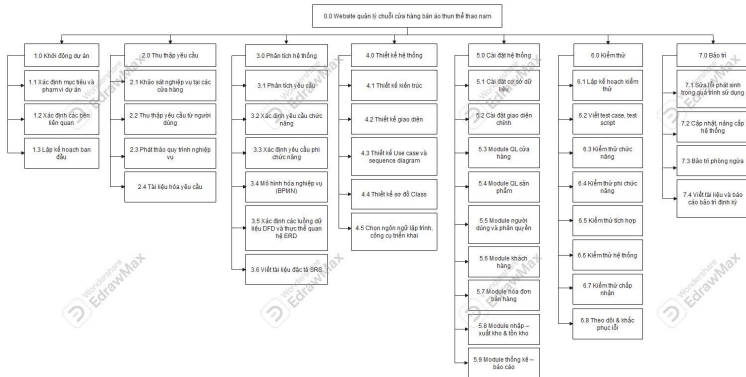 0.0 Website quản lý chuỗi cửa hàng bán áo thun thể thao nam
1.0 Khởi động dự án
1.1 Xác định mục tiêu và
phạm vi dự án
1.2 Xác định các bên
liên quan
1.3 Lập kế hoạch ban
đầu
2.0 Thu thập yêu cầu
2.1 Khảo sát nghiệp vụ tại các
cửa hàng
2.2 Thu thập yêu cầu từ người
dùng
2.3 Phát thảo quy trình nghiệp
vụ
2.4 Tài liệu hóa yêu cầu
3.0 Phân tích hệ thống
3.1 Phân tích yêu cầu
3.2 Xác định yêu cầu chức
năng
3.3 Xác định yêu cầu phi
chức năng
3.4 Mô hình hóa nghiệp vụ
(BPMN)
3.5 Xác định các luồng dữ
liệu DFD và thực thể quan
hệ ERD
3.6 Viết tài liệu đặc tả SRS
4.0 Thiết kế hệ thống
4.1 Thiết kế kiến trúc
4.2 Thiết kế giao diện
4.3 Thiết kế Use case và
sequence diagram
4.4 Thiết kế sơ đồ Class
4.5 Chọn ngôn ngữ lập trình,
công cụ triển khai
5.0 Cài đặt hệ thống
5.1 Cài đặt cơ sở dữ
liệu
5.2 Cài đặt giao diện
chính
5.3 Module QL cửa
hàng
5.4 Module QL sản
phẩm
5.5 Module người
dùng và phân quyền
5.6 Module khách
hàng
5.7 Module hóa đơn
bán hàng
5.8 Module nhập –
xuất kho & tồn kho
5.9 Module thống kê –
báo cáo
6.0 Kiểm thử
6.1 Lập kế hoạch kiểm
thử
6.2 Viết test case, test
script
6.3 Kiểm thử chức
năng
6.4 Kiểm thử phi chức
năng
6.5 Kiểm thử tích hợp
6.6 Kiểm thử hệ thống
6.7 Kiểm thử chấp
nhận
6.8 Theo dõi & khắc
phục lỗi
7.0 Bảo trì
7.1 Sửa lỗi phát sinh
trong quá trình sử dụng
7.2 Cập nhật, nâng cấp
hệ thống
7.3 Bảo trì phòng ngừa
7.4 Viết tài liệu và báo
cáo bảo trì định kỳ
Wondershare
EdrawMax
Wondershare
EdrawMax
Wondershare
EdrawMax
Wondershare
EdrawMax
Wondershare
EdrawMax
Wondershare
EdrawMax
Wondershare
EdrawMax
Wondershare
EdrawMax